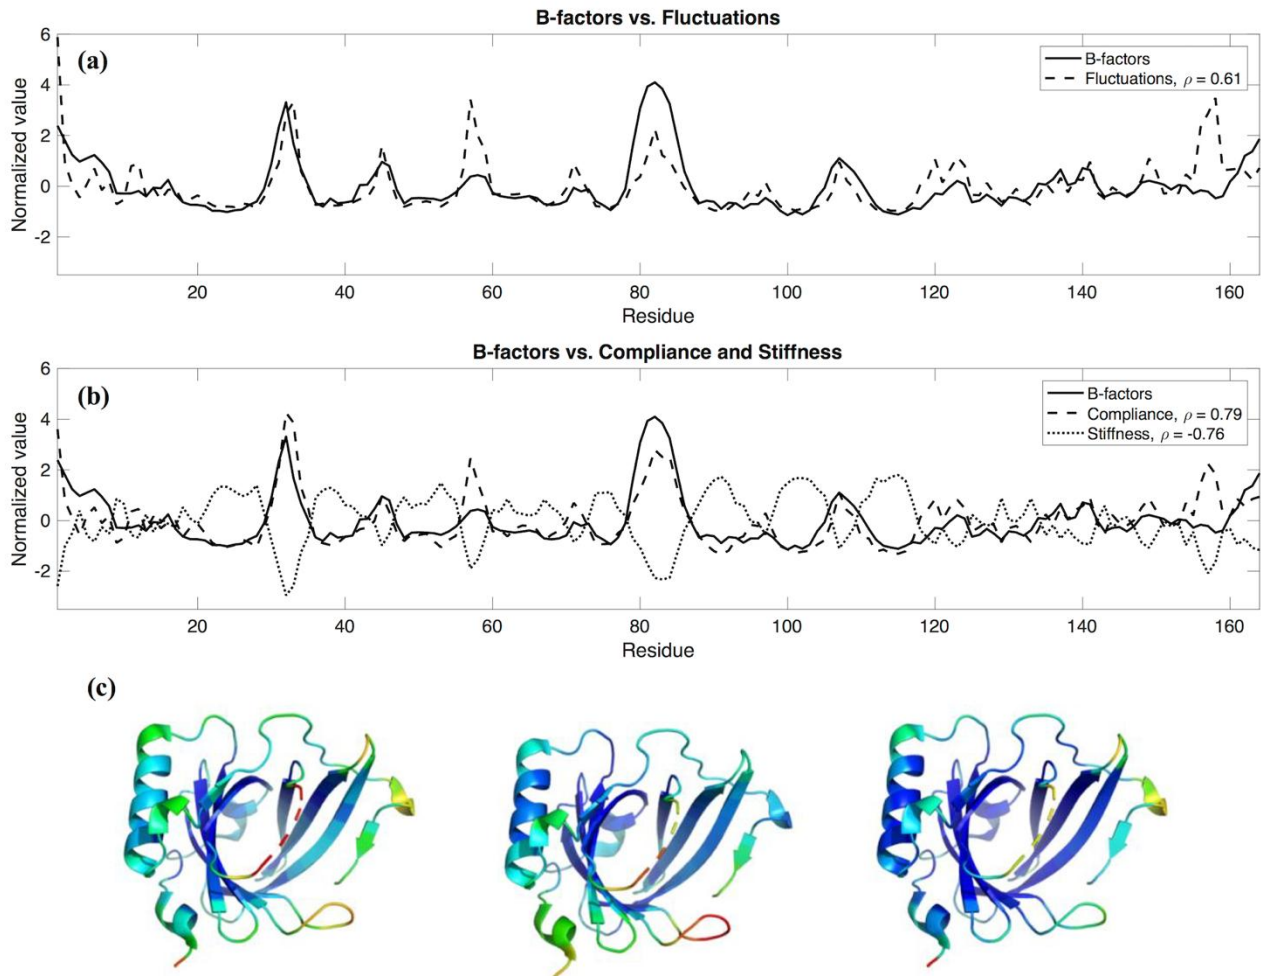 B-factors vs. Fluctuations
(a)
B-factors
Fluctuations, ρ = 0.61
Normalized value
6
4
2
0
-2
20 40 60 80 100 120 140 160
Residue
B-factors vs. Compliance and Stiffness
(b)
B-factors
Compliance, ρ = 0.79
Stiffness, ρ = -0.76
Normalized value
6
4
2
0
-2
20 40 60 80 100 120 140 160
Residue
(c)